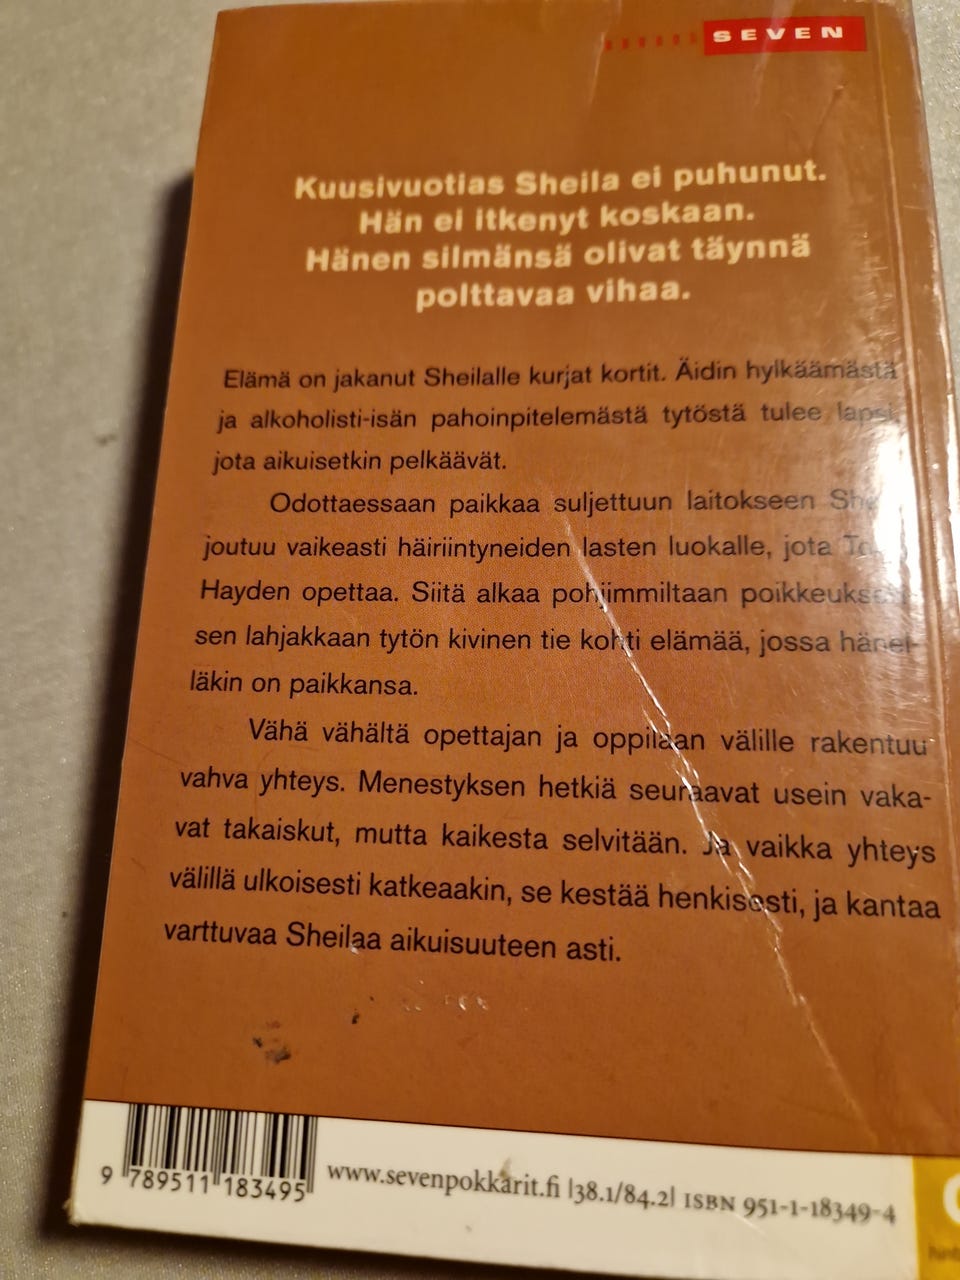 SEVEN
Kuusivuotias Sheila ei puhunut.
Hän ei itkenyt koskaan.
Hänen silmänsä olivat täynnä
polttavaa vihaa.
Elämä on jakanut Sheilalle kurjat kortit. Äidin hylkäämästä
ja alkoholisti-isän pahoinpitelemästä tytöstä tulee lapsi,
jota aikuisetkin pelkäävät.
Odottaessaan paikkaa suljettuun laitokseen
joutuu vaikeasti häiriintyneiden lasten luokalle, jota
Hayden opettaa. Siitä alkaa pohjimmiltaan poikkeuksel-
sen lahjakkaan tytön kivinen tie kohti elämää, jossa hänel-
läkin on paikkansa.
Vähä vähältä opettajan ja oppilaan välille rakentuu
vahva yhteys. Menestyksen hetkiä seuraavat usein vaka-
vat takaiskut, mutta kaikesta selvitään. Ja vaikka yhteys
välillä ulkoisesti katkeaakin, se kestää henkisesti, ja kantaa
varttuvaa Sheilaa aikuisuuteen asti.
9 789511 183495
www.sevenpokkarit.fi |38.1/84.2| ISBN 951-1-18349-4